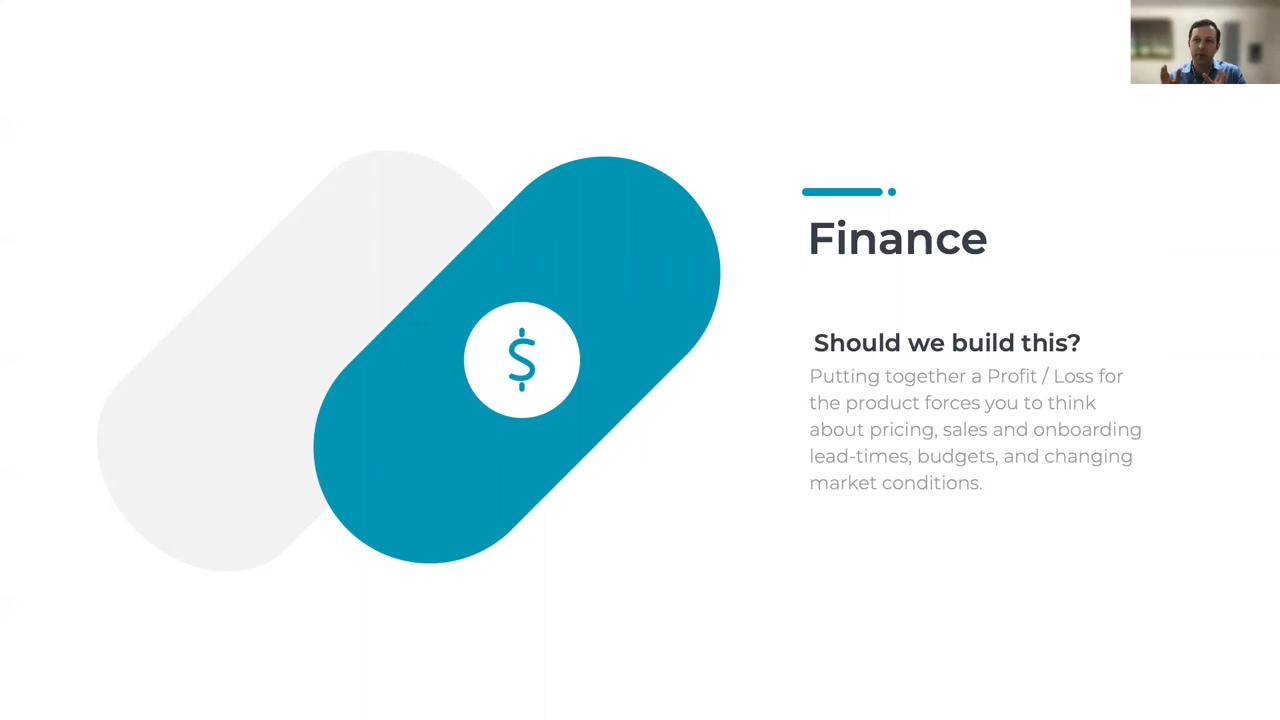 Finance
$
Should we build this?
Putting together a Profit / Loss for
the product forces you to think
about pricing, sales and onboarding
lead-times, budgets, and changing
market conditions.